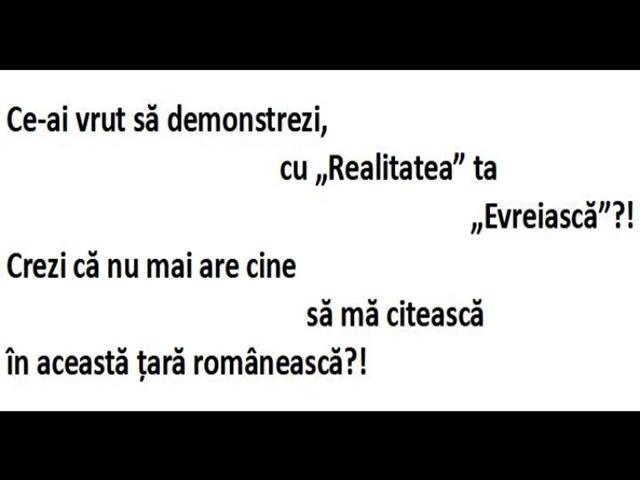 Ce-ai vrut să demonstrezi,
cu „Realitatea” ta
„Evreiască”?!
Crezi că nu mai are cine
să mă citească
în această țară românească?!